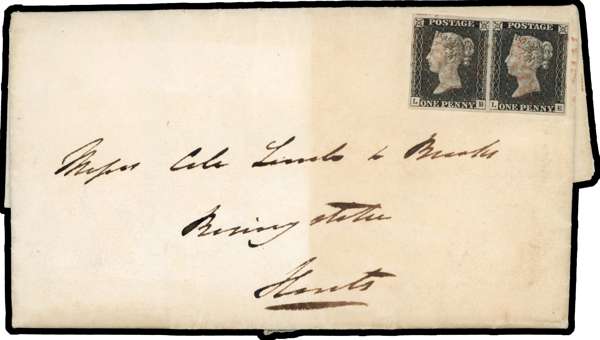 POSTAGE POSTAGE
ONE PENNY ONE PENNY
Messrs Cole Lamb & Brooks
Basingstoke
Hants